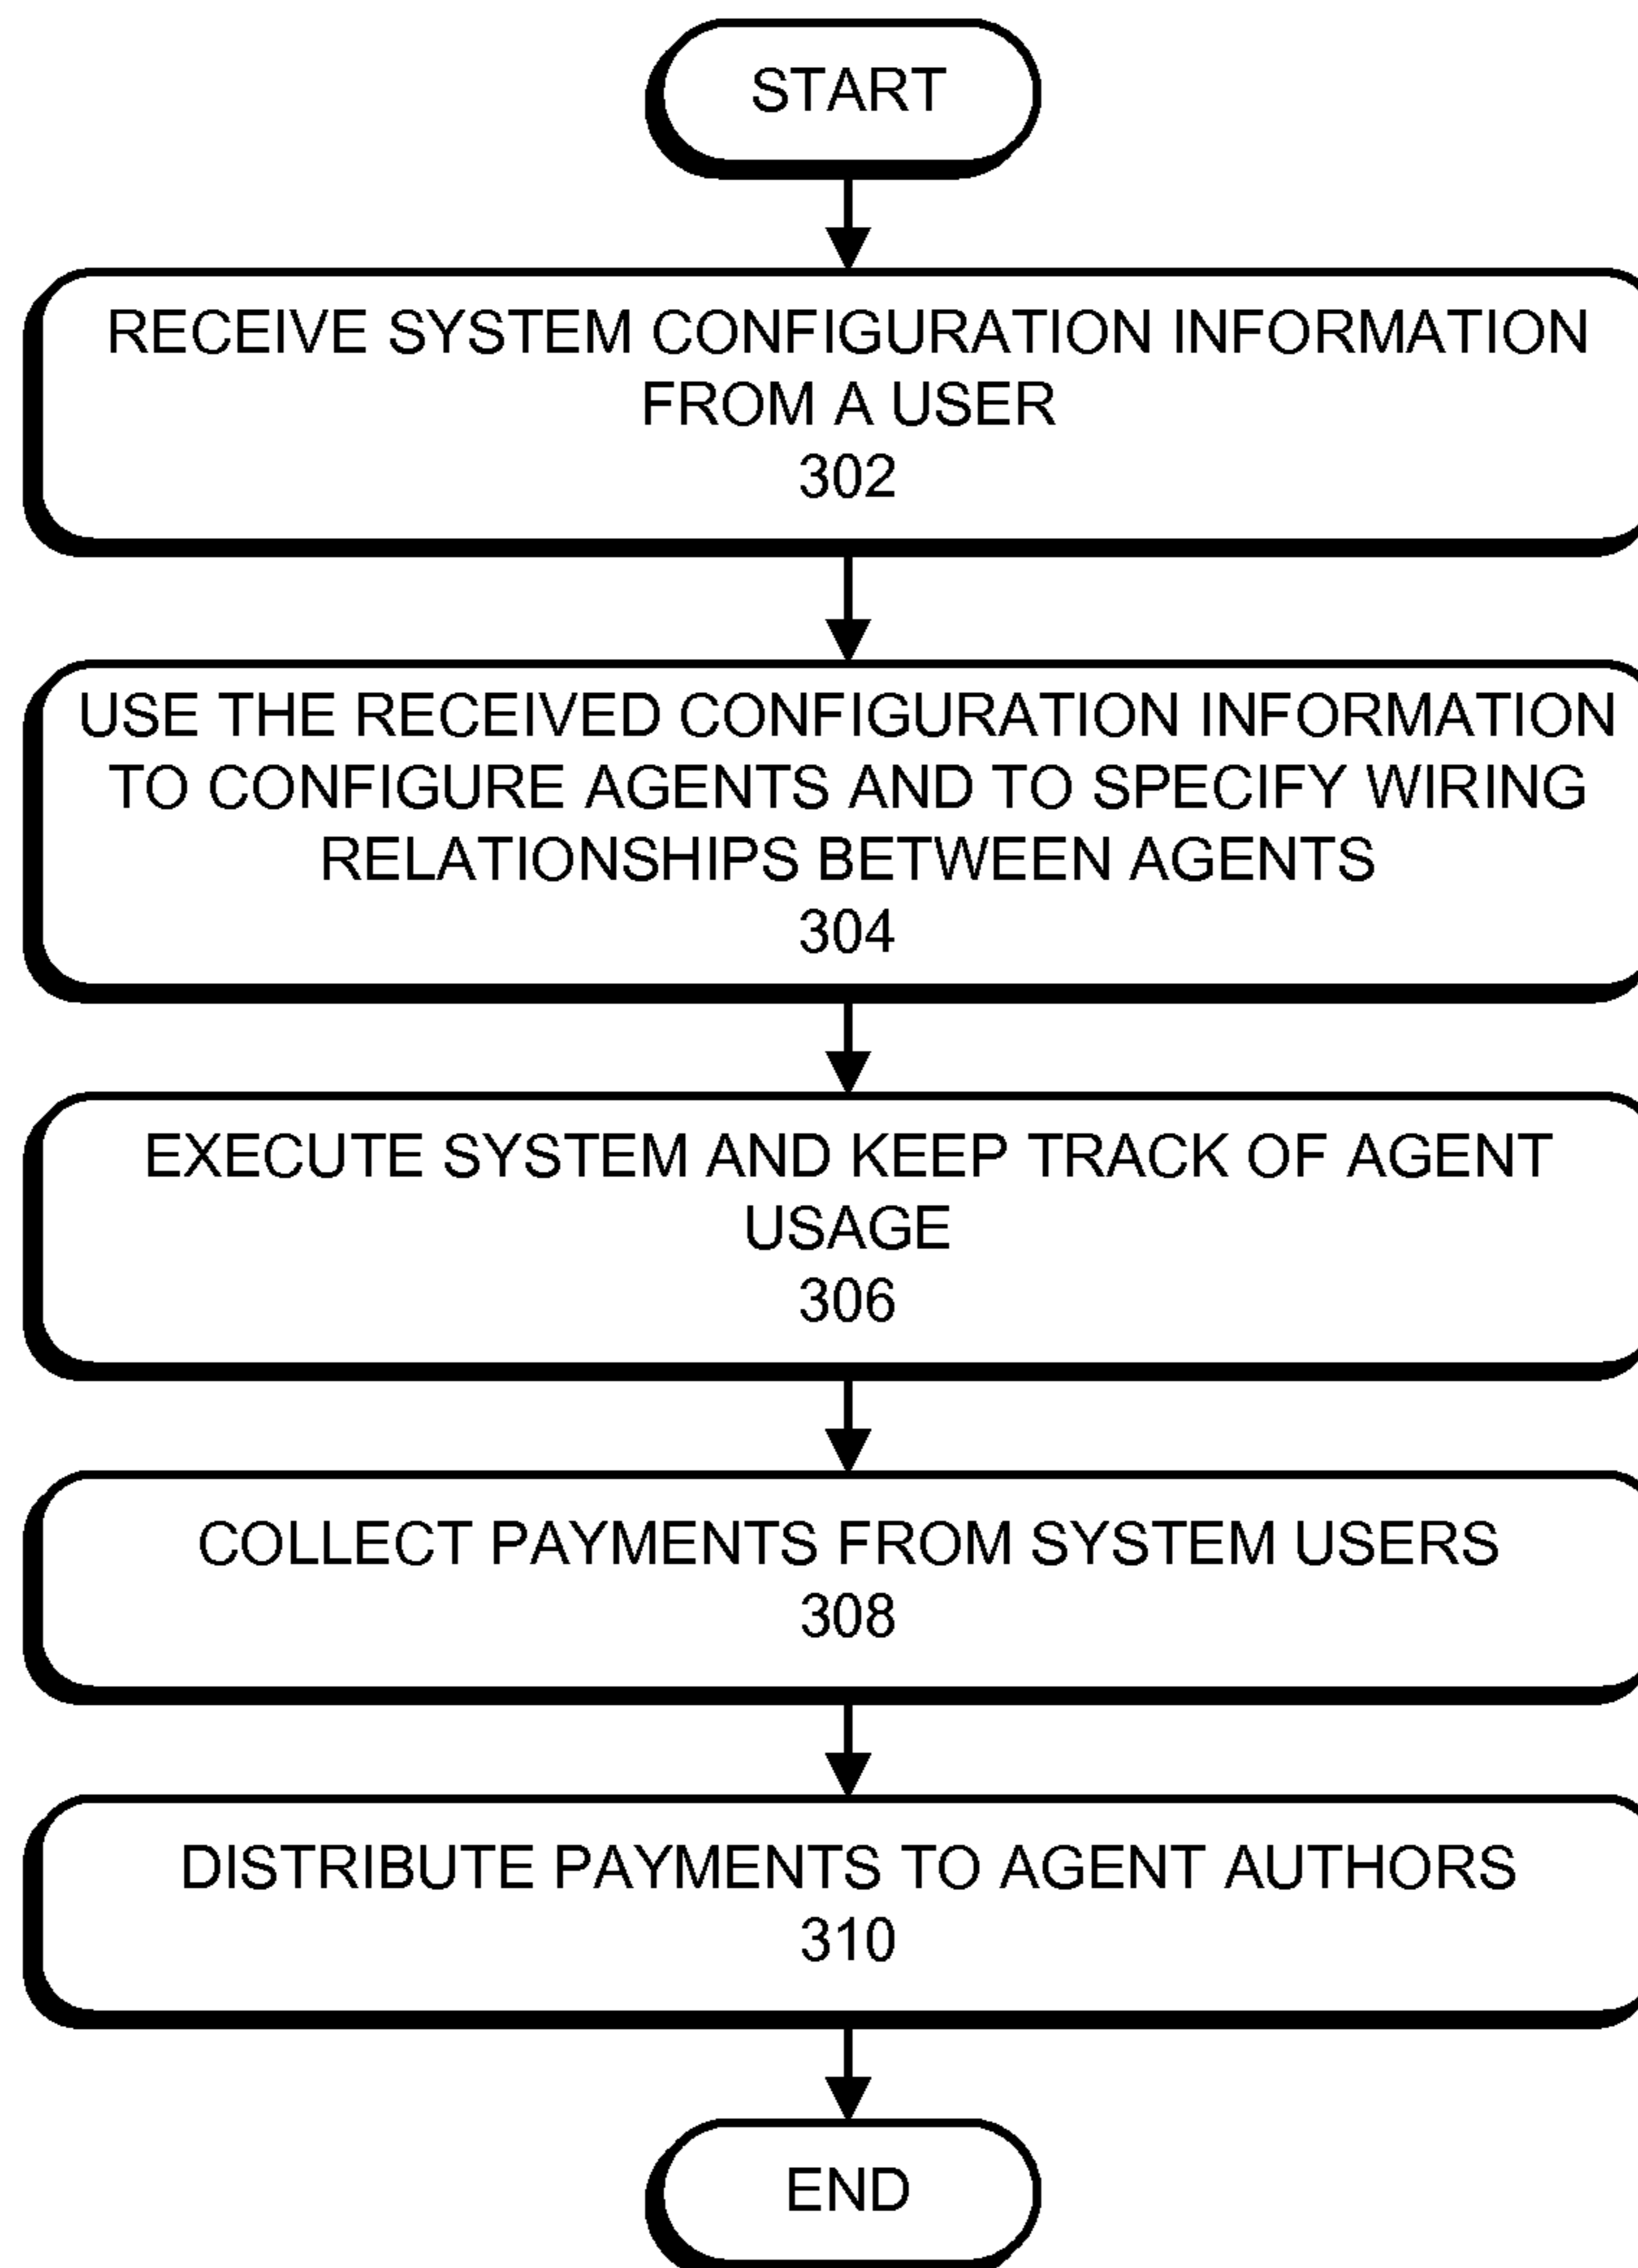 START
RECEIVE SYSTEM CONFIGURATION INFORMATION
FROM A USER
302
USE THE RECEIVED CONFIGURATION INFORMATION
TO CONFIGURE AGENTS AND TO SPECIFY WIRING
RELATIONSHIPS BETWEEN AGENTS
304
EXECUTE SYSTEM AND KEEP TRACK OF AGENT
USAGE
306
COLLECT PAYMENTS FROM SYSTEM USERS
308
DISTRIBUTE PAYMENTS TO AGENT AUTHORS
310
END